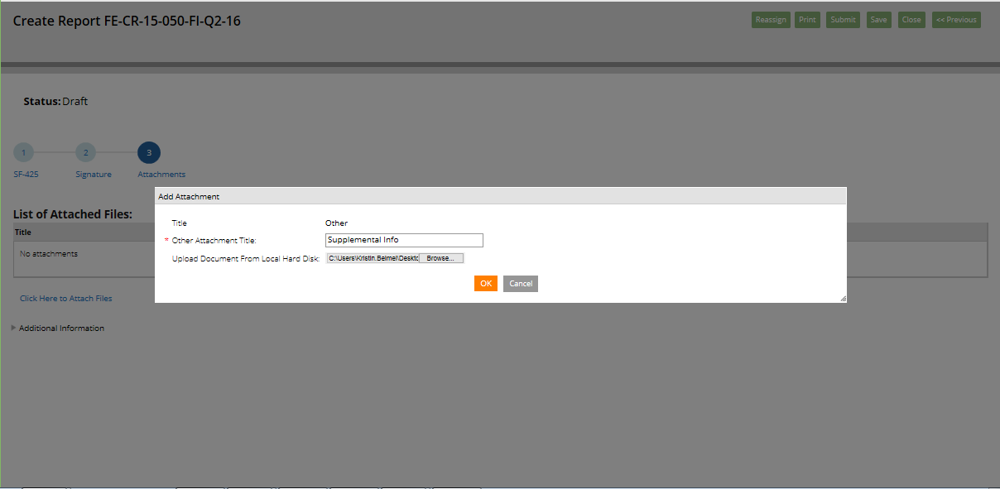 Create Report FE-CR-15-050-FI-Q2-16
Reassign Print Submit Save Close << Previous
Status: Draft
1 2 3
SF-425 Signature Attachments
Add Attachment
List of Attached Files:
Title Other
Title
* Other Attachment Title: Supplemental Info
No attachments
Upload Document From Local Hard Disk: C:\Users\Kristin.Beimel\Deskto Browse...
OK Cancel
Click Here to Attach Files
Additional Information